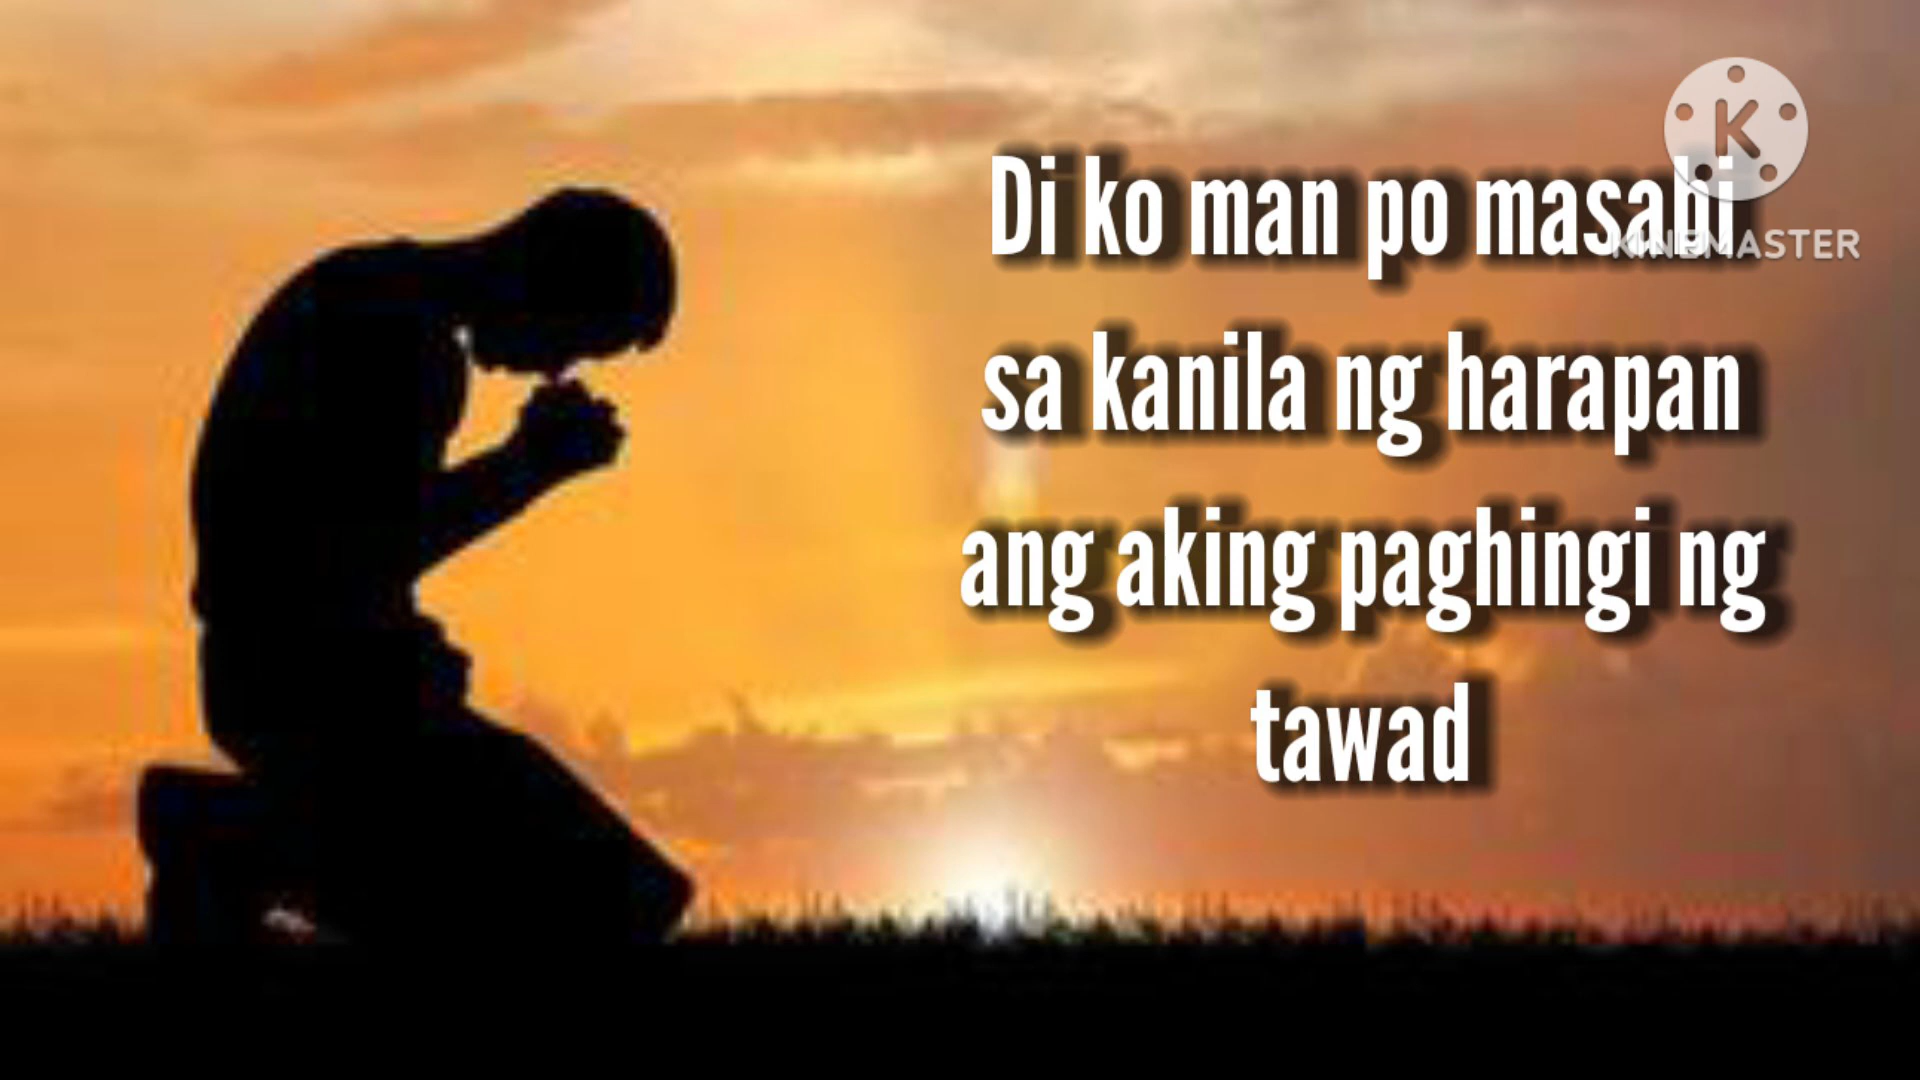 Di ko man po masabi
sa kanila ng harapan
ang aking paghingi ng
tawad
K
KINEMASTER